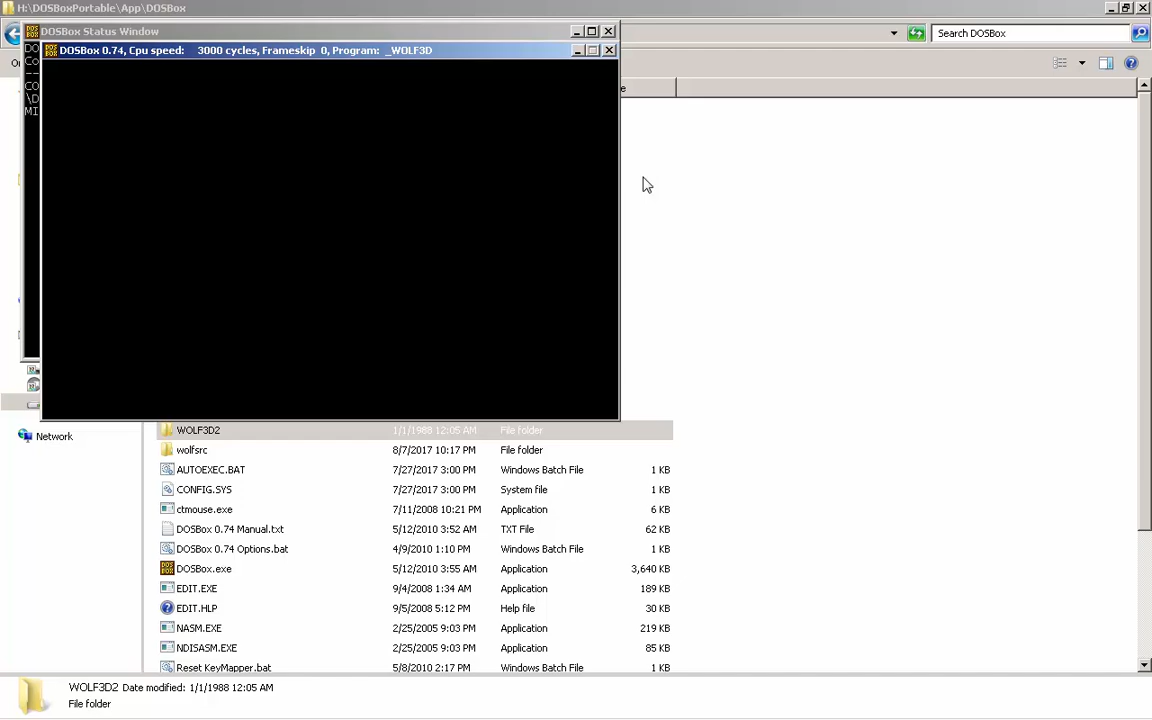 H:\DOSBoxPortable\App\DOSBox
DOSBox Status Window
DOSBox 0.74, Cpu speed: 3000 cycles, Frameskip 0, Program: _WOLF3D
Search DOSBox
DO
Co
--
CO
\D
MI
Network
WOLF3D2 1/1/1988 12:05 AM File folder
wolfsrc 8/7/2017 10:17 PM File folder
AUTOEXEC.BAT 7/27/2017 3:00 PM Windows Batch File 1 KB
CONFIG.SYS 7/27/2017 3:00 PM System file 1 KB
ctmouse.exe 7/11/2008 10:21 PM Application 6 KB
DOSBox 0.74 Manual.txt 5/12/2010 3:52 AM TXT File 62 KB
DOSBox 0.74 Options.bat 4/9/2010 1:10 PM Windows Batch File 1 KB
DOSBox.exe 5/12/2010 3:55 AM Application 3,640 KB
EDIT.EXE 9/4/2008 1:34 AM Application 189 KB
EDIT.HLP 9/5/2008 5:12 PM Help file 30 KB
NASM.EXE 2/25/2005 9:03 PM Application 219 KB
NDISASM.EXE 2/25/2005 9:03 PM Application 85 KB
Reset KeyMapper.bat 5/8/2010 2:17 PM Windows Batch File 1 KB
WOLF3D2 Date modified: 1/1/1988 12:05 AM
File folder